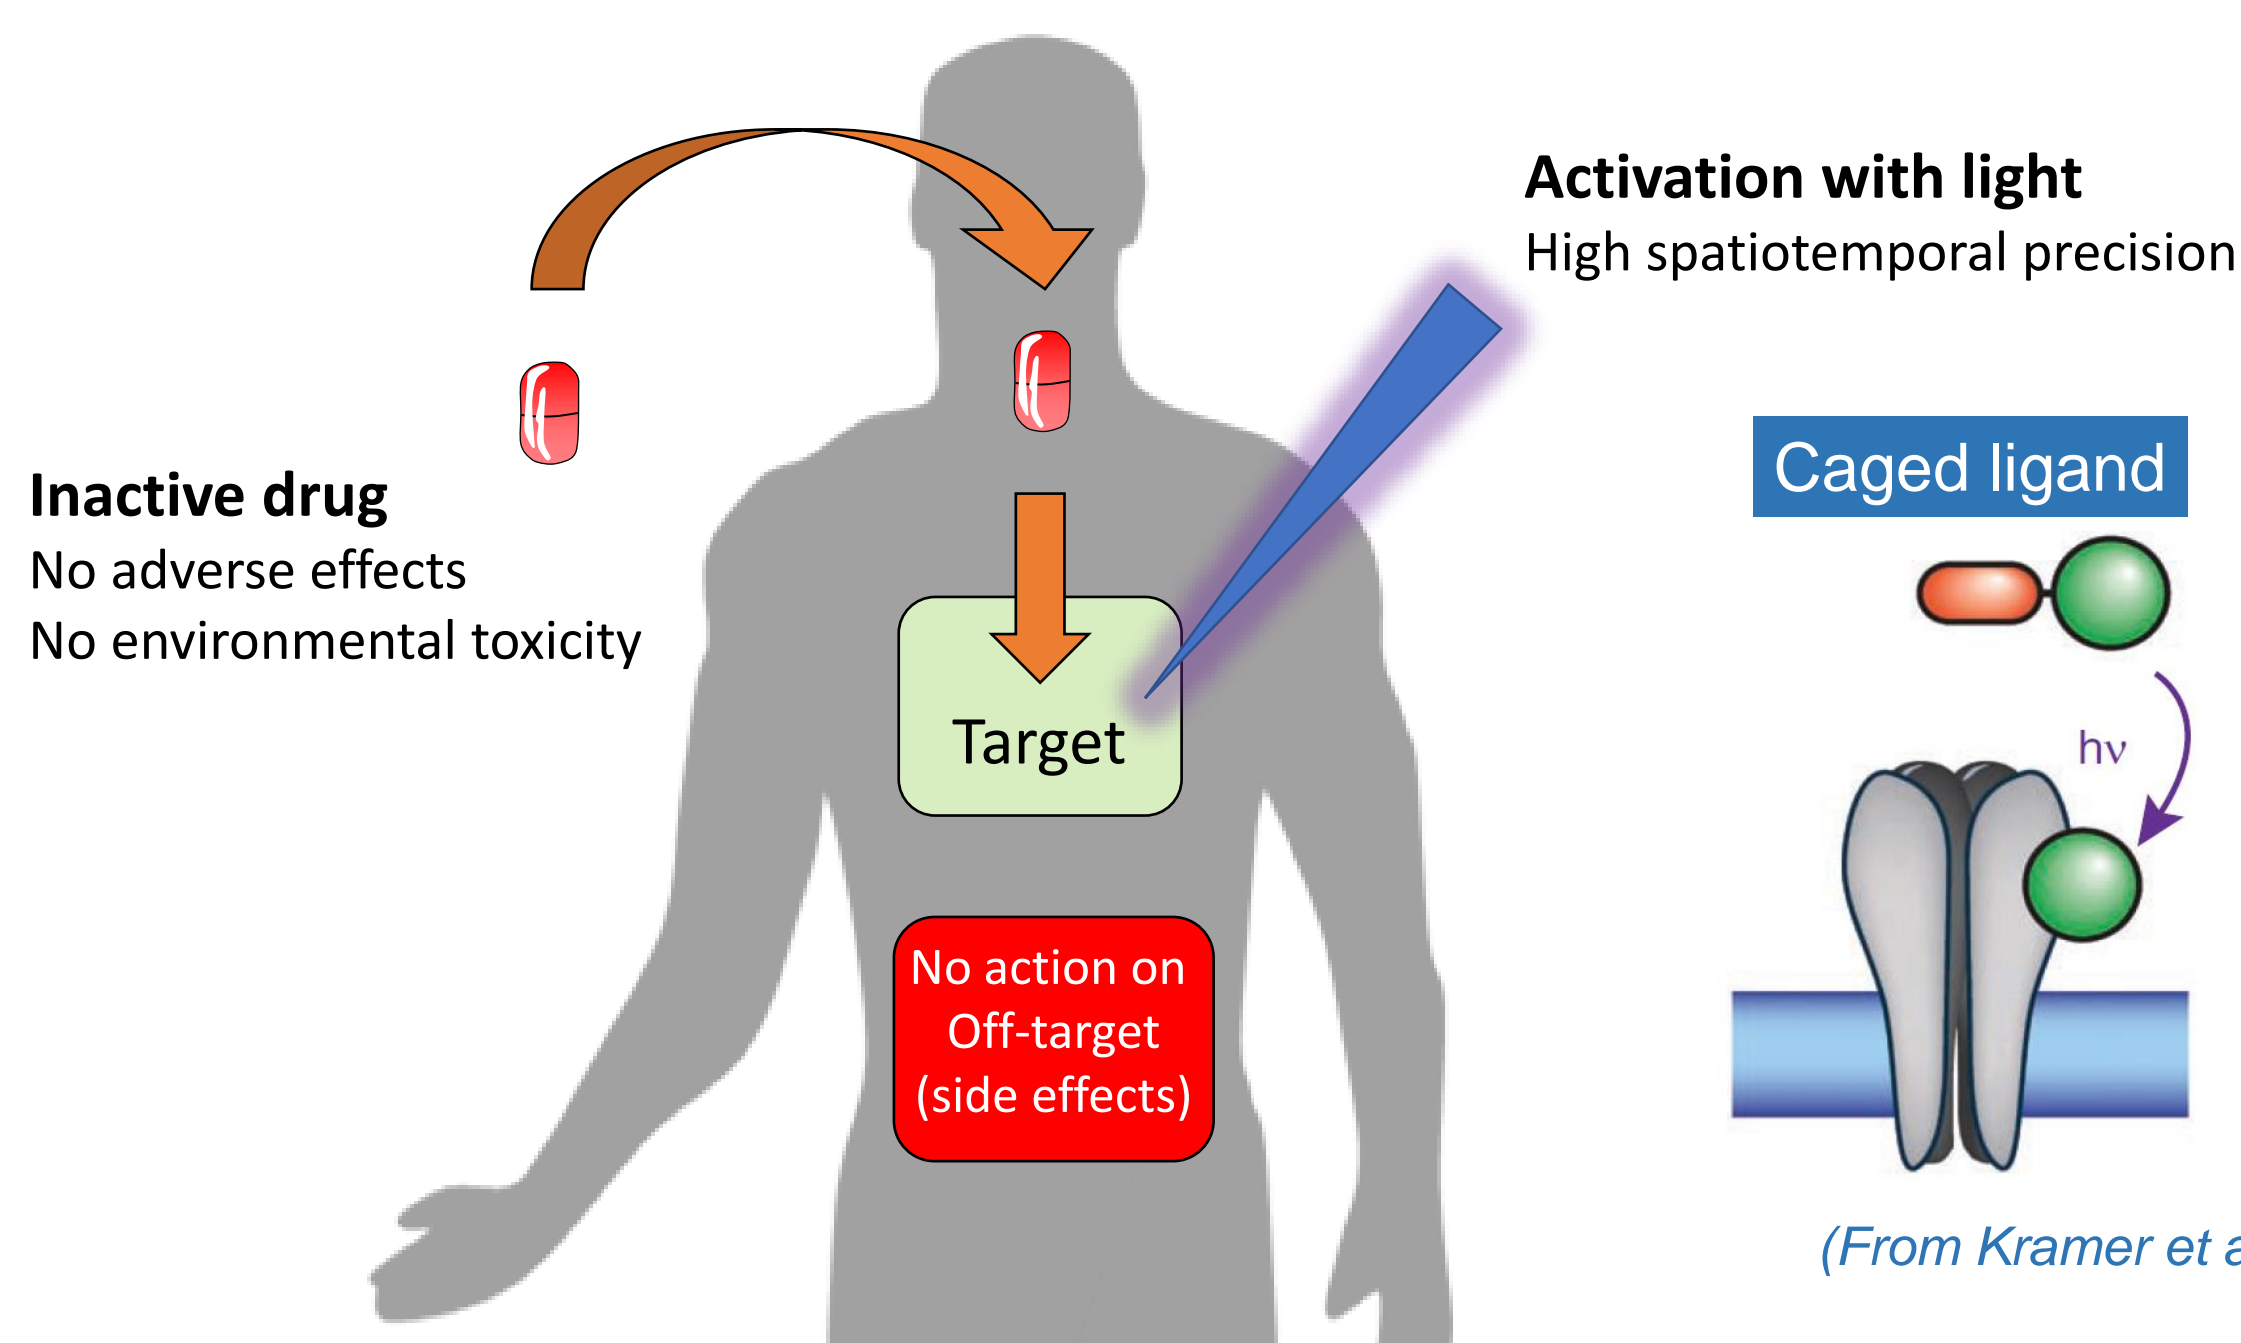 Activation with light
High spatiotemporal precision
Inactive drug
No adverse effects
No environmental toxicity
Target
No action on
Off-target
(side effects)
Caged ligand
hν
(From Kramer et a